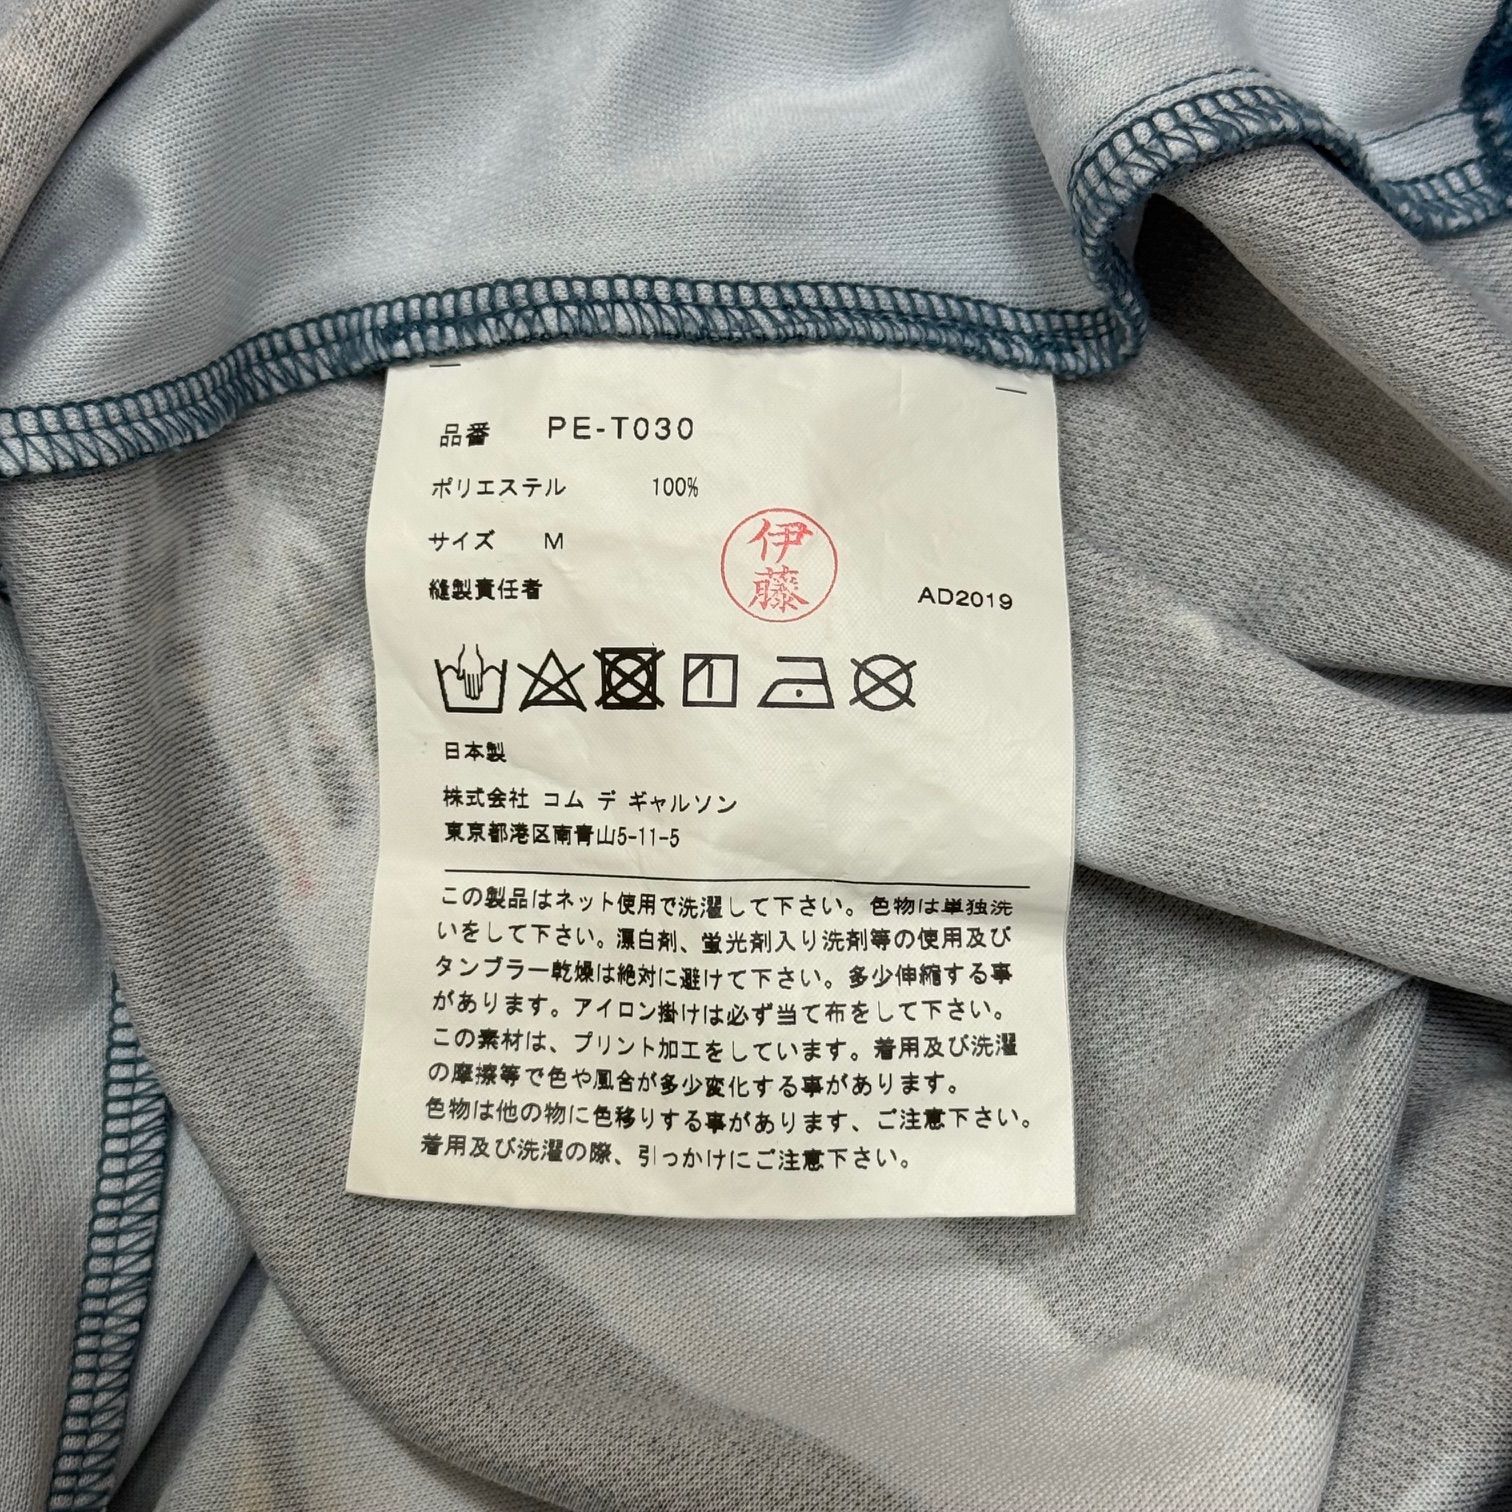 品番 PE-T030
ポリエステル 100%
サイズ M
縫製責任者 伊藤 AD2019
日本製
株式会社 コム デ ギャルソン
東京都港区南青山5-11-5
この製品はネット使用で洗濯して下さい。色物は単独洗
いをして下さい。漂白剤、蛍光剤入り洗剤等の使用及び
タンブラー乾燥は絶対に避けて下さい。多少伸縮する事
があります。アイロン掛けは必ず当て布をして下さい。
この素材は、プリント加工をしています。着用及び洗濯
の摩擦等で色や風合が多少変化する事があります。
色物は他の物に色移りする事があります、ご注意下さい。
着用及び洗濯の際、引っかけにご注意下さい。